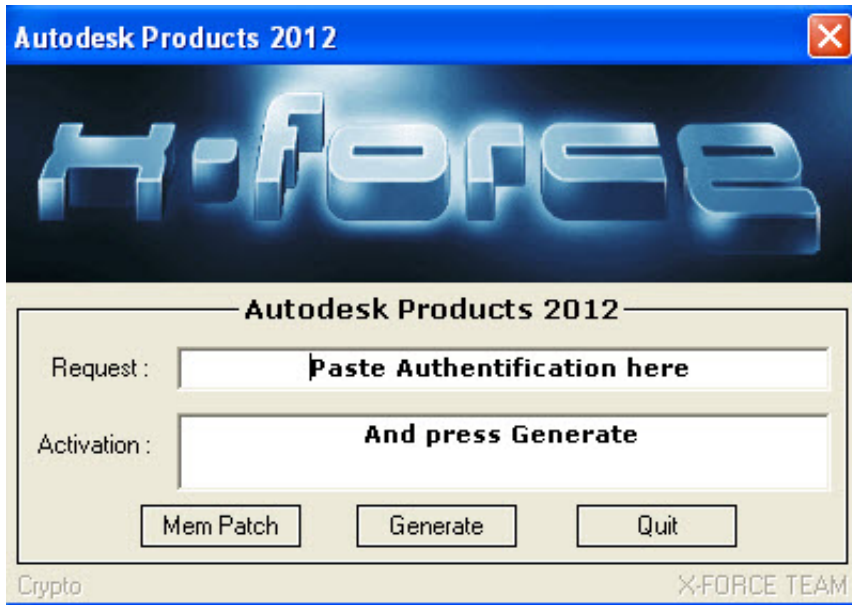 Autodesk Products 2012
x-force
Autodesk Products 2012
Request :
Paste Authentification here
Activation :
And press Generate
Mem Patch
Generate
Quit
Crypto
X-FORCE TEAM